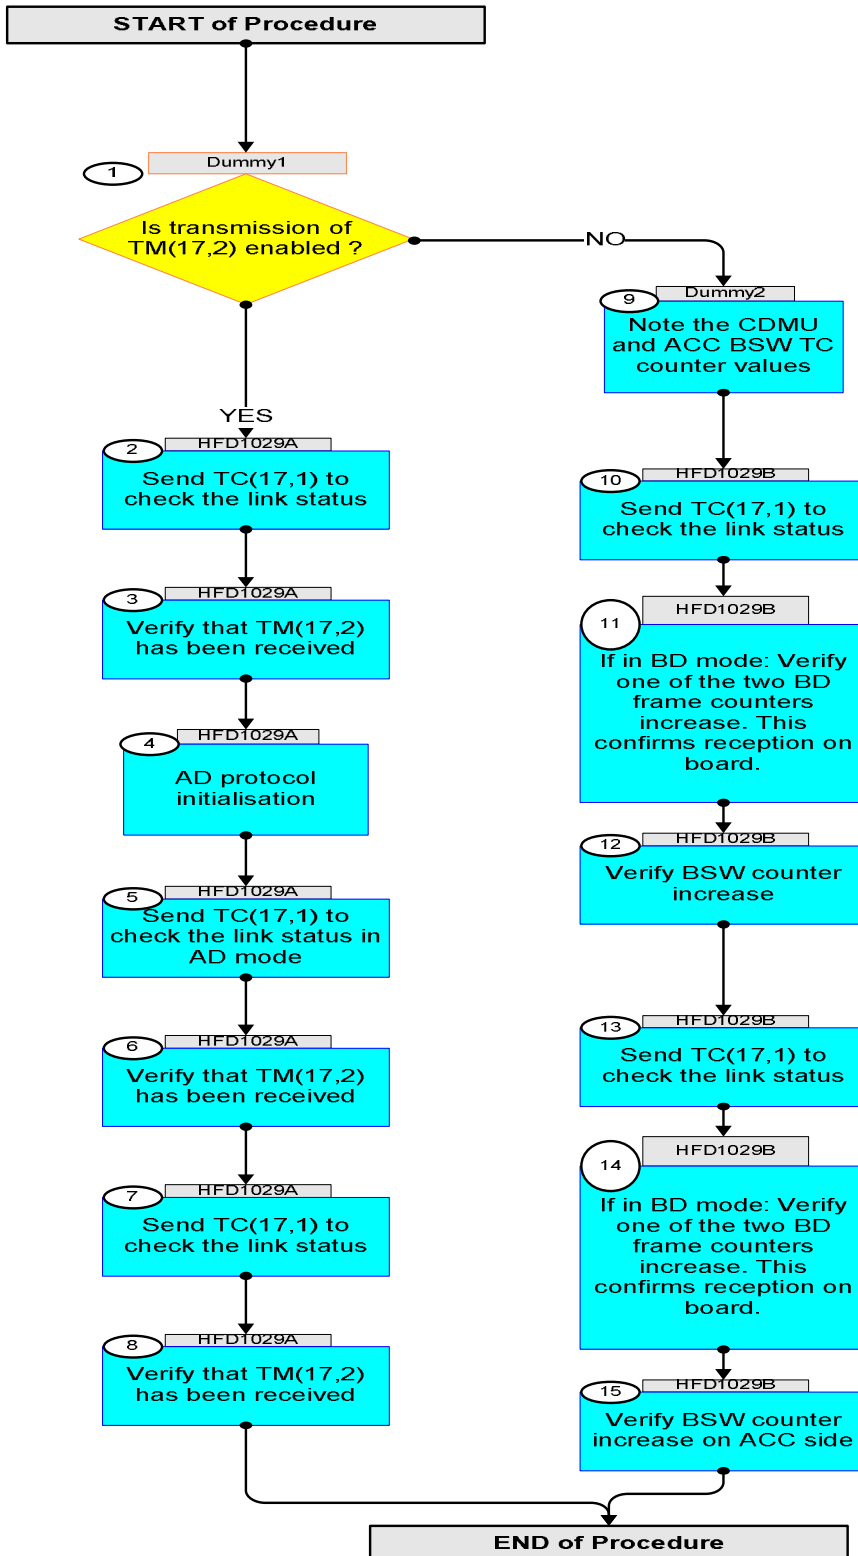 START of Procedure
1
Dummy1
Is transmission of
TM(17,2) enabled ?
NO
YES
2
HFD1029A
Send TC(17,1) to
check the link status
3
HFD1029A
Verify that TM(17,2)
has been received
4
HFD1029A
AD protocol
initialisation
5
HFD1029A
Send TC(17,1) to
check the link status in
AD mode
6
HFD1029A
Verify that TM(17,2)
has been received
7
HFD1029A
Send TC(17,1) to
check the link status
8
HFD1029A
Verify that TM(17,2)
has been received
9
Dummy2
Note the CDMU
and ACC BSW TC
counter values
10
HFD1029B
Send TC(17,1) to
check the link status
11
HFD1029B
If in BD mode: Verify
one of the two BD
frame counters
increase. This
confirms reception on
board.
12
HFD1029B
Verify BSW counter
increase
13
HFD1029B
Send TC(17,1) to
check the link status
14
HFD1029B
If in BD mode: Verify
one of the two BD
frame counters
increase. This
confirms reception on
board.
15
HFD1029B
Verify BSW counter
increase on ACC side
END of Procedure